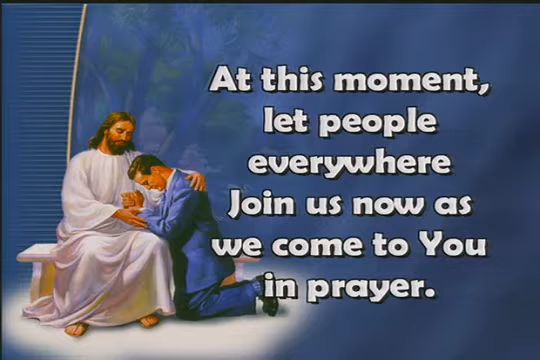 At this moment,
let people
everywhere
Join us now as
we come to You
in prayer.